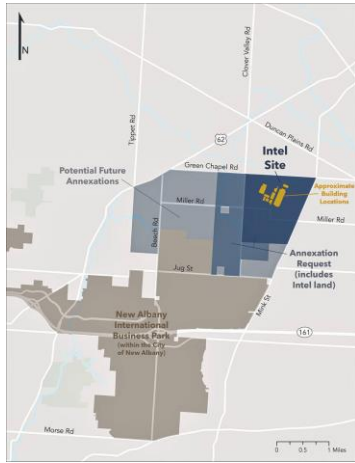 N
Tippet Rd
Clover Valley Rd
62
Duncan Plains Rd
Green Chapel Rd
Intel
Site
Potential Future
Annexations
Approximate
Building
Locations
Miller Rd
Miller Rd
Beech Rd
Annexation
Request
(includes
Intel land)
Jug St
Mink St
New Albany
International
Business Park
(within the City
of New Albany)
161
Morse Rd
0 0.5 1 Miles